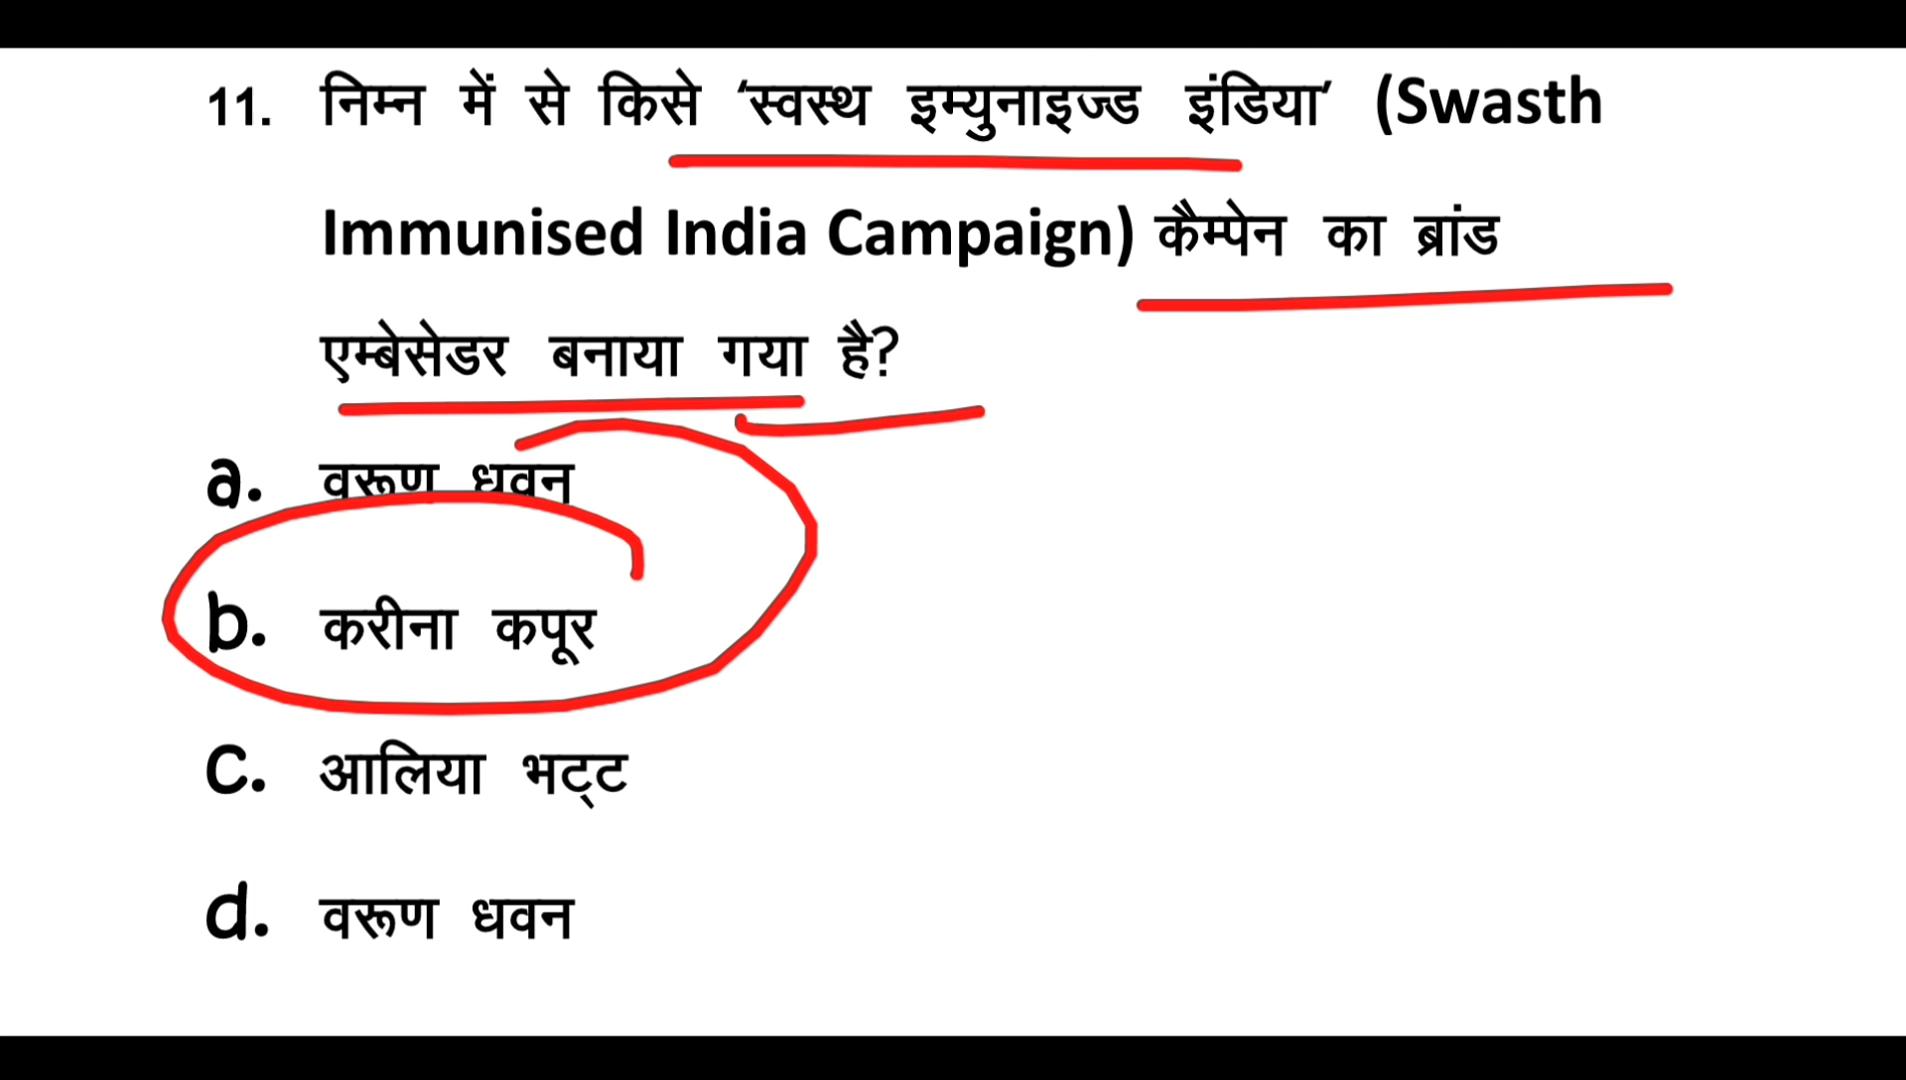 11. निम्न में से किसे ‘स्वस्थ इम्युनाइज्ड इंडिया’ (Swasth
Immunised India Campaign) कैम्पेन का ब्रांड
एम्बेसेडर बनाया गया है?
a. वरूण धवन
b. करीना कपूर
c. आलिया भट्ट
d. वरूण धवन